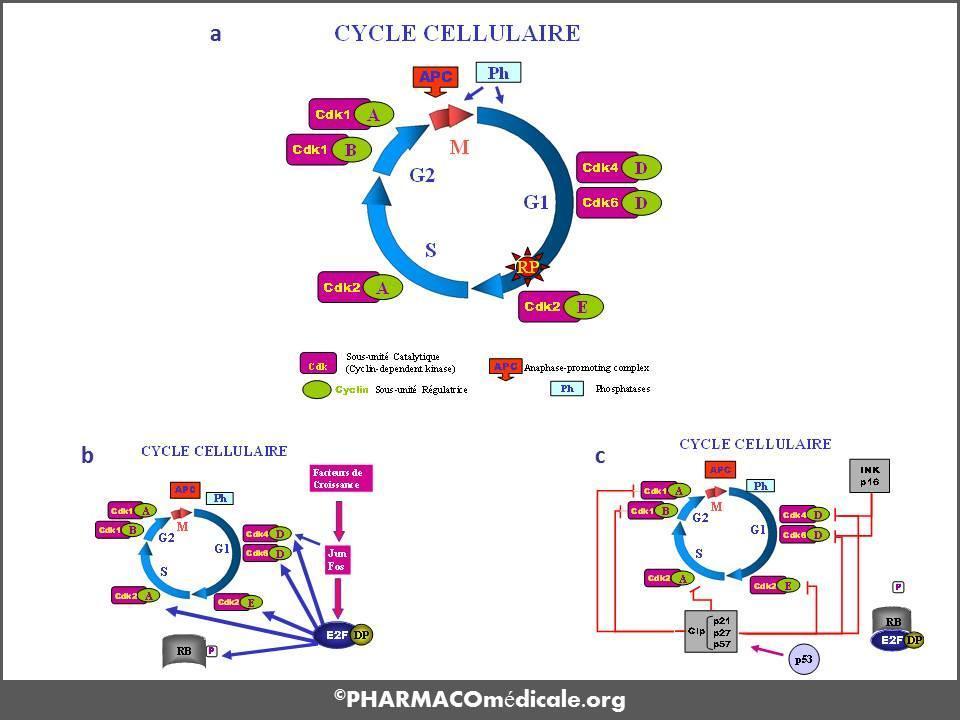 a
CYCLE CELLULAIRE
APC
Ph
Cdk1 A
Cdk1 B
M
G2
Cdk4 D
G1
Cdk6 D
S
RP
Cdk2 A
Cdk2 E
Cdk
Sous-unité Catalytique
(Cyclin-dependent kinase)
APC Anaphase-promoting complex
Cyclin Sous-unité Régulatrice
Ph Phosphatases
b
CYCLE CELLULAIRE
Facteurs de
Croissance
APC
Ph
Cdk1 A
Cdk1 B
M
G2
G1
Cdk4 D
Cdk6 D
Jun
Fos
S
Cdk2 A
Cdk2 E
E2F DP
RB P
c
CYCLE CELLULAIRE
APC
Ph
INK
p16
Cdk1 A
Cdk1 B
M
G2
G1
Cdk4 D
Cdk6 D
S
Cdk2 A
Cdk2 E
P
Cip
p21
p27
p57
RB
E2F DP
p53
©PHARMACOmédicale.org